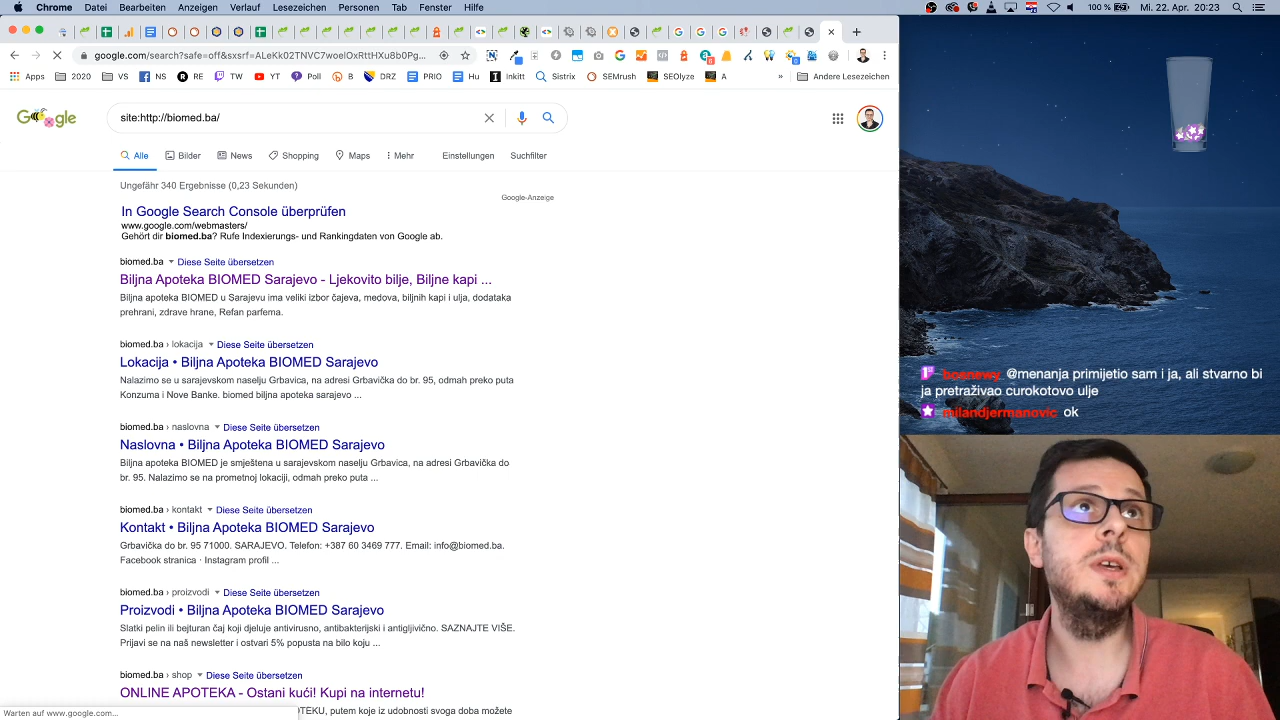 Chrome Datei Bearbeiten Anzeigen Verlauf Lesezeichen Personen Tab Fenster Hilfe
100 % Mi. 22. Apr. 20:23
google.com/search?safe=off&sxsrf=ALeKk02TNVC7woelOxRttHXu8b0Pg...
Apps 2020 VS NS RE TW YT Poll B DRZ PRIO Hu inkitt Sistrix SEMrush SEOlyze A » Andere Lesezeichen
Google
site:http://biomed.ba/
Alle Bilder News Shopping Maps Mehr Einstellungen Suchfilter
Ungefähr 340 Ergebnisse (0,23 Sekunden)
Google-Anzeige
In Google Search Console überprüfen
www.google.com/webmasters/
Gehört dir biomed.ba? Rufe Indexierungs- und Rankingdaten von Google ab.
biomed.ba Diese Seite übersetzen
Biljna Apoteka BIOMED Sarajevo - Ljekovito bilje, Biljne kapi ...
Biljna apoteka BIOMED u Sarajevu ima veliki izbor čajeva, medova, biljnih kapi i ulja, dodataka
prehrani, zdrave hrane, Refan parfema.
biomed.ba › lokacija Diese Seite übersetzen
Lokacija • Biljna Apoteka BIOMED Sarajevo
Nalazimo se u sarajevskom naselju Grbavica, na adresi Grbavička do br. 95, odmah preko puta
Konzuma i Nove Banke. biomed biljna apoteka sarajevo ...
biomed.ba › naslovna Diese Seite übersetzen
Naslovna • Biljna Apoteka BIOMED Sarajevo
Biljna apoteka BIOMED je smještena u sarajevskom naselju Grbavica, na adresi Grbavička do
br. 95. Nalazimo se na prometnoj lokaciji, odmah preko puta ...
biomed.ba › kontakt Diese Seite übersetzen
Kontakt • Biljna Apoteka BIOMED Sarajevo
Grbavička do br. 95 71000. SARAJEVO. Telefon: +387 60 3469 777. Email: info@biomed.ba.
Facebook stranica · Instagram profil ...
biomed.ba › proizvodi Diese Seite übersetzen
Proizvodi • Biljna Apoteka BIOMED Sarajevo
Slatki pelin ili bejturan čaj koji djeluje antivirusno, antibakterijski i antigljivično. SAZNAJTE VIŠE.
Prijavi se na naš newsletter i ostvari 5% popusta na bilo koju ...
biomed.ba › shop Diese Seite übersetzen
ONLINE APOTEKA - Ostani kući! Kupi na internetu!
OTEKU, putem koje iz udobnosti svoga doba možete
Warten auf www.google.com...
bosnewy @menanja primijetio sam i ja, ali stvarno bi
ja pretraživao curokotovo ulje
milandjermanovic ok